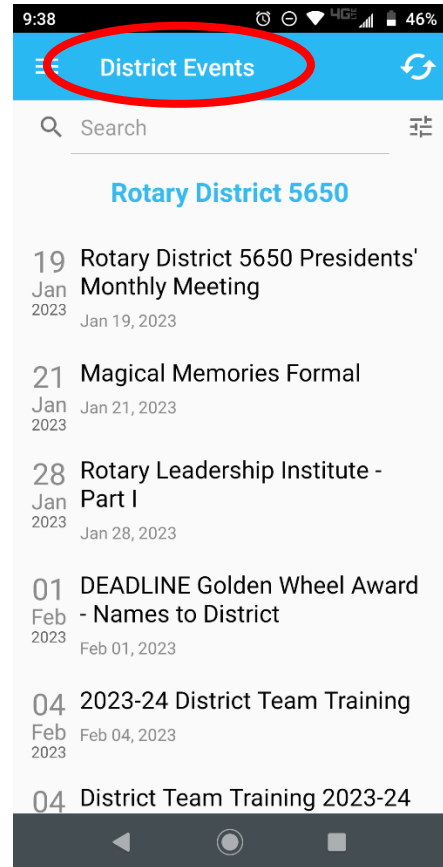 9:38 4GE 46%
District Events
Search
Rotary District 5650
19 Rotary District 5650 Presidents'
Jan Monthly Meeting
2023 Jan 19, 2023
21 Magical Memories Formal
Jan Jan 21, 2023
2023
28 Rotary Leadership Institute -
Jan Part I
2023 Jan 28, 2023
01 DEADLINE Golden Wheel Award
Feb - Names to District
2023 Feb 01, 2023
04 2023-24 District Team Training
Feb Feb 04, 2023
2023
04 District Team Training 2023-24